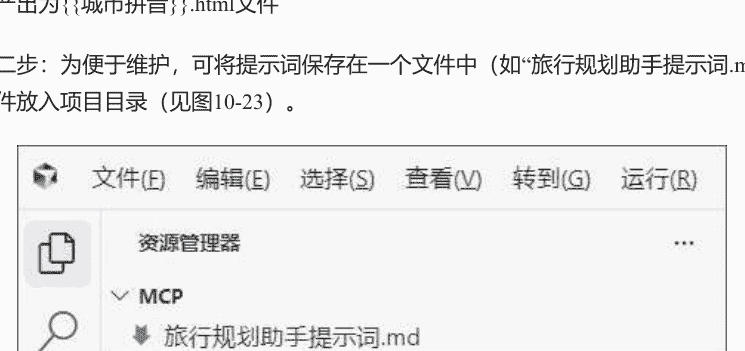 产出为{{城市拼音}}.html文件
二步：为便于维护，可将提示词保存在一个文件中（如“旅行规划助手提示词.m
件放入项目目录（见图10-23）。
文件(F) 编辑(E) 选择(S) 查看(V) 转到(G) 运行(R)
资源管理器 ···
MCP
旅行规划助手提示词.md